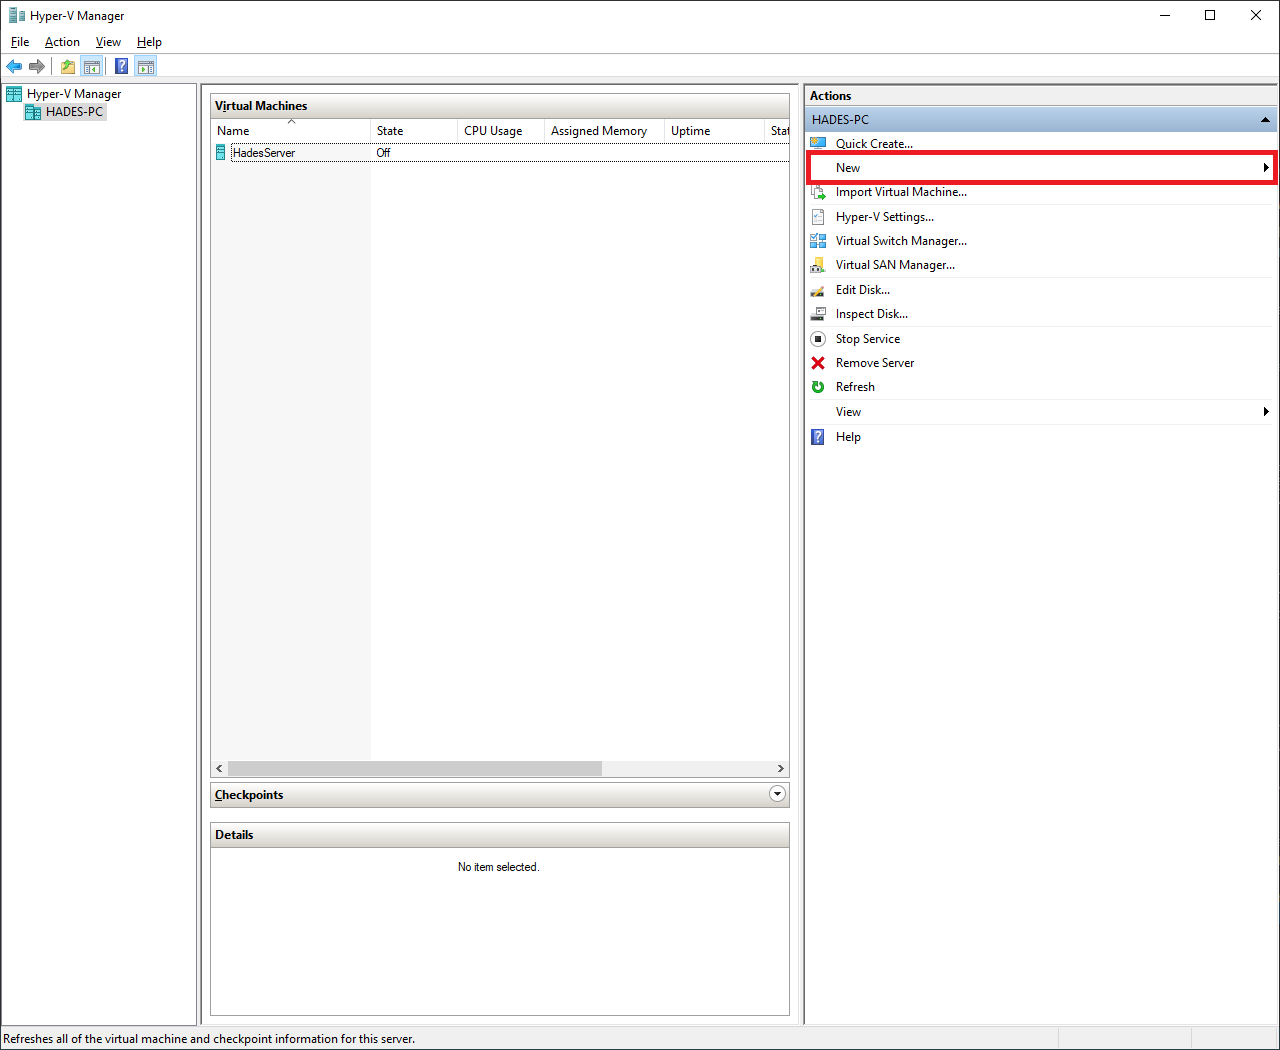 Hyper-V Manager
File Action View Help
Hyper-V Manager
HADES-PC
Virtual Machines
Name State CPU Usage Assigned Memory Uptime Stat
HadesServer Off
Checkpoints
Details
No item selected.
Actions
HADES-PC
Quick Create...
New
Import Virtual Machine...
Hyper-V Settings...
Virtual Switch Manager...
Virtual SAN Manager...
Edit Disk...
Inspect Disk...
Stop Service
Remove Server
Refresh
View
Help
Refreshes all of the virtual machine and checkpoint information for this server.